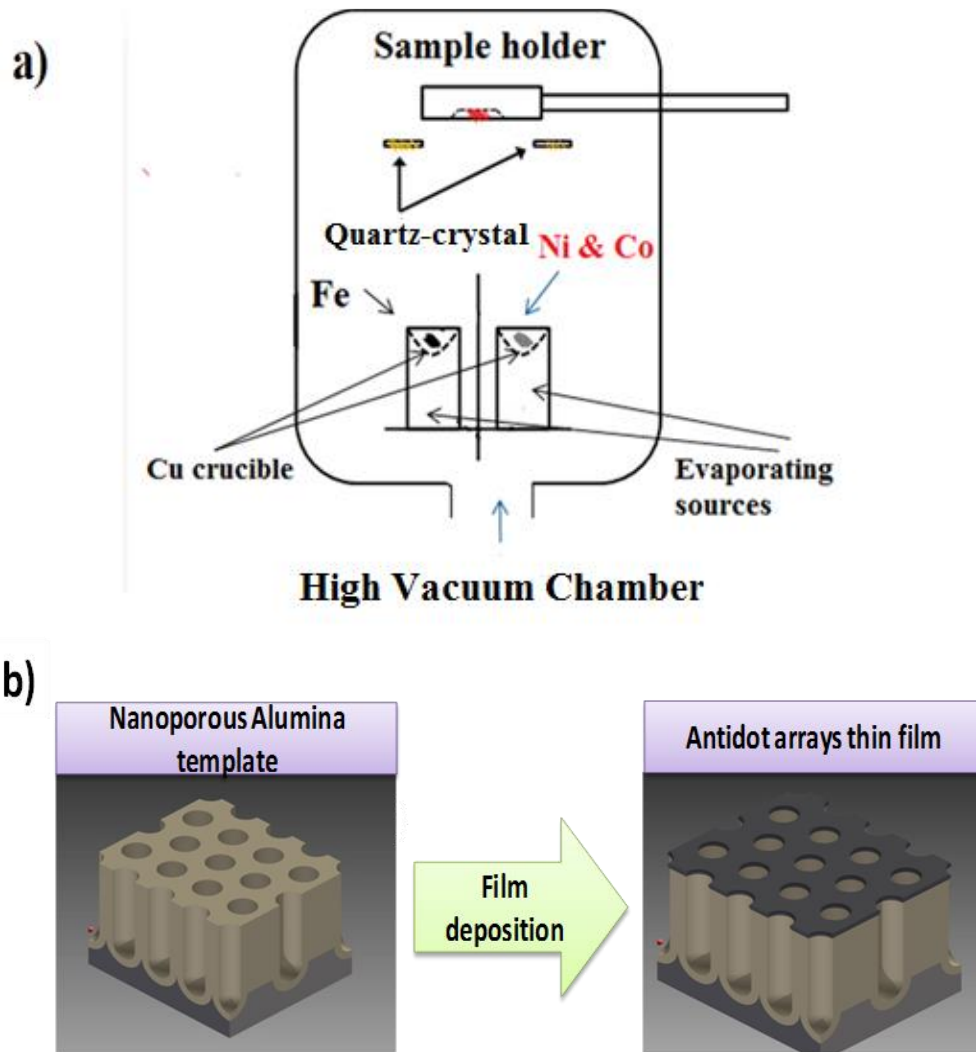 a)
Sample holder
Quartz-crystal
Ni & Co
Fe
Cu crucible
Evaporating
sources
High Vacuum Chamber
b)
Nanoporous Alumina
template
Antidot arrays thin film
Film
deposition